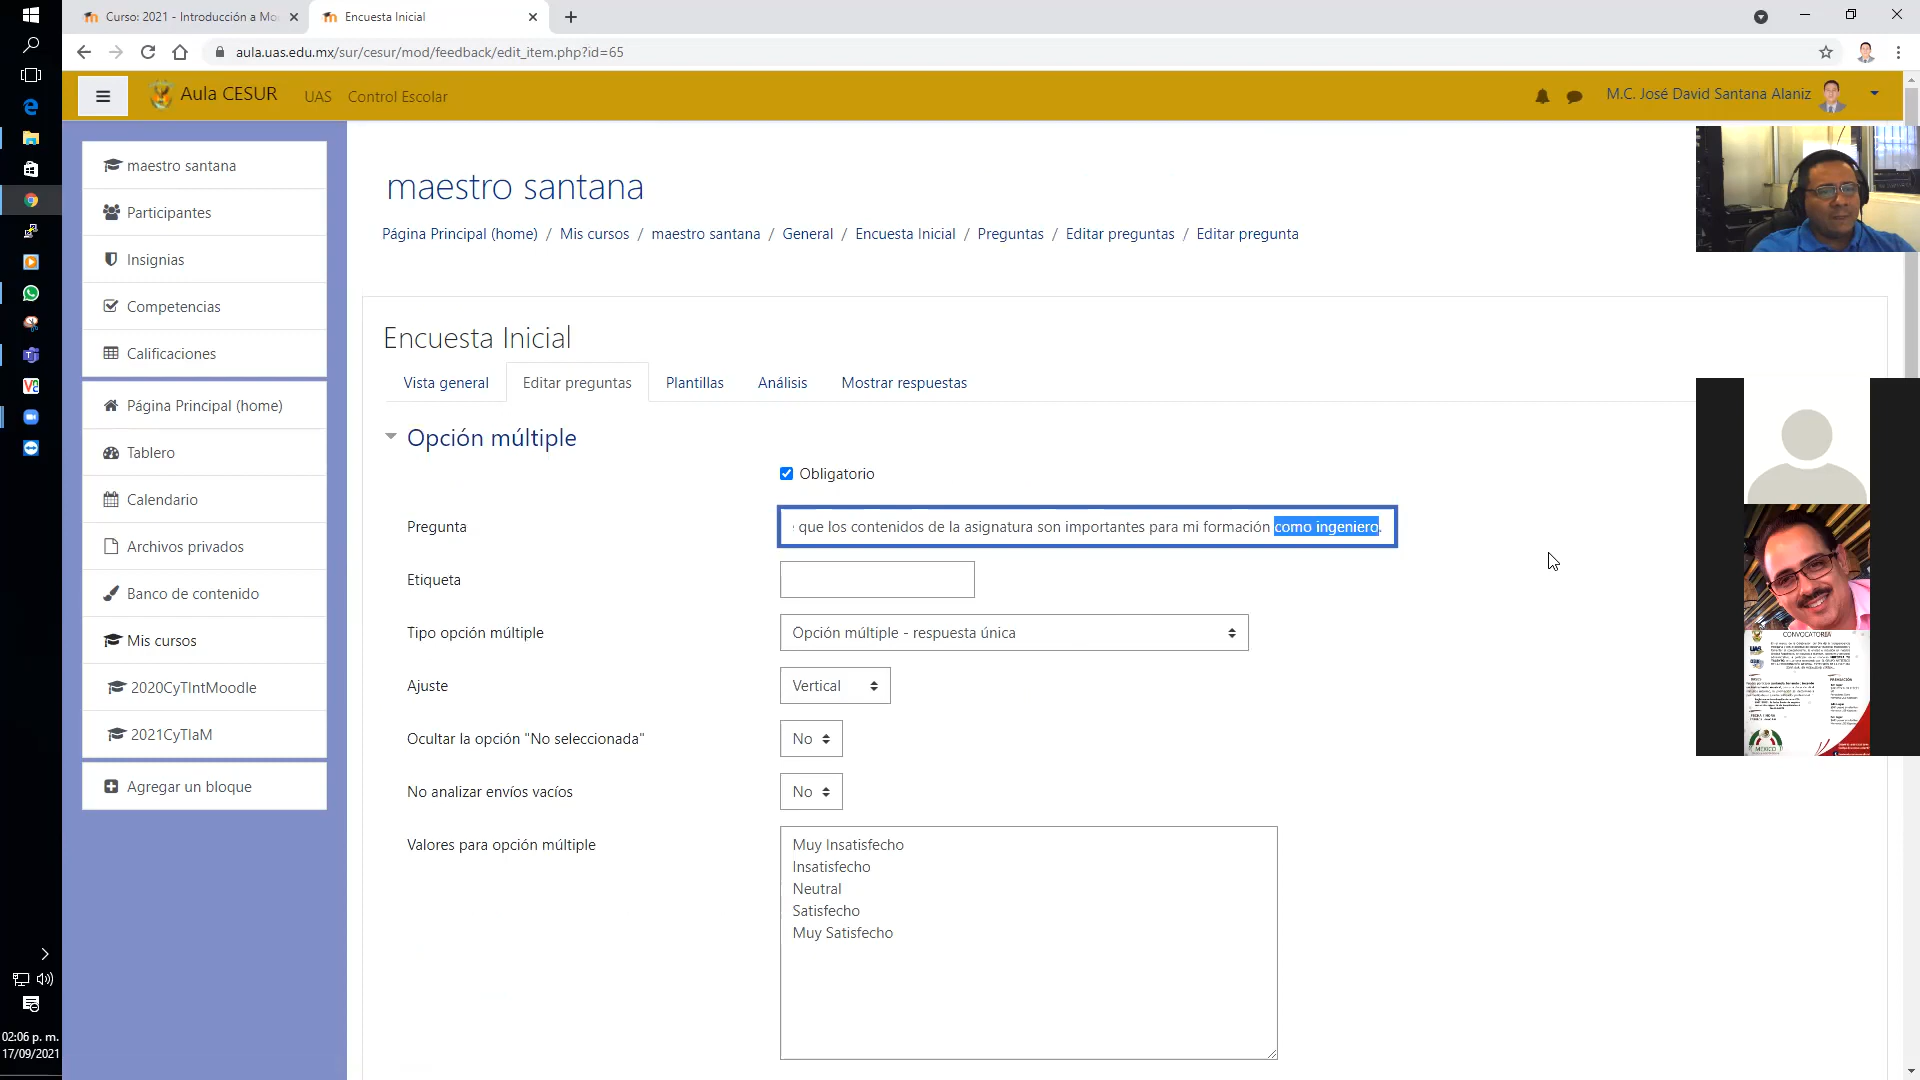 Curso: 2021 - Introducción a Mo
Encuesta Inicial
aula.uas.edu.mx/sur/cesur/mod/feedback/edit_item.php?id=65
Aula CESUR
UAS
Control Escolar
M.C. José David Santana Alaniz
maestro santana
Participantes
Insignias
Competencias
Calificaciones
Página Principal (home)
Tablero
Calendario
Archivos privados
Banco de contenido
Mis cursos
2020CyTIntMoodle
2021CyTIaM
Agregar un bloque
maestro santana
Página Principal (home) / Mis cursos / maestro santana / General / Encuesta Inicial / Preguntas / Editar preguntas / Editar pregunta
Encuesta Inicial
Vista general
Editar preguntas
Plantillas
Análisis
Mostrar respuestas
Opción múltiple
Obligatorio
Pregunta
que los contenidos de la asignatura son importantes para mi formación como ingeniero.
Etiqueta
Tipo opción múltiple
Opción múltiple - respuesta única
Ajuste
Vertical
Ocultar la opción "No seleccionada"
No
No analizar envíos vacíos
No
Valores para opción múltiple
Muy Insatisfecho
Insatisfecho
Neutral
Satisfecho
Muy Satisfecho
CONVOCATORIA
UAS
MEXICO
02:06 p. m.
17/09/2021